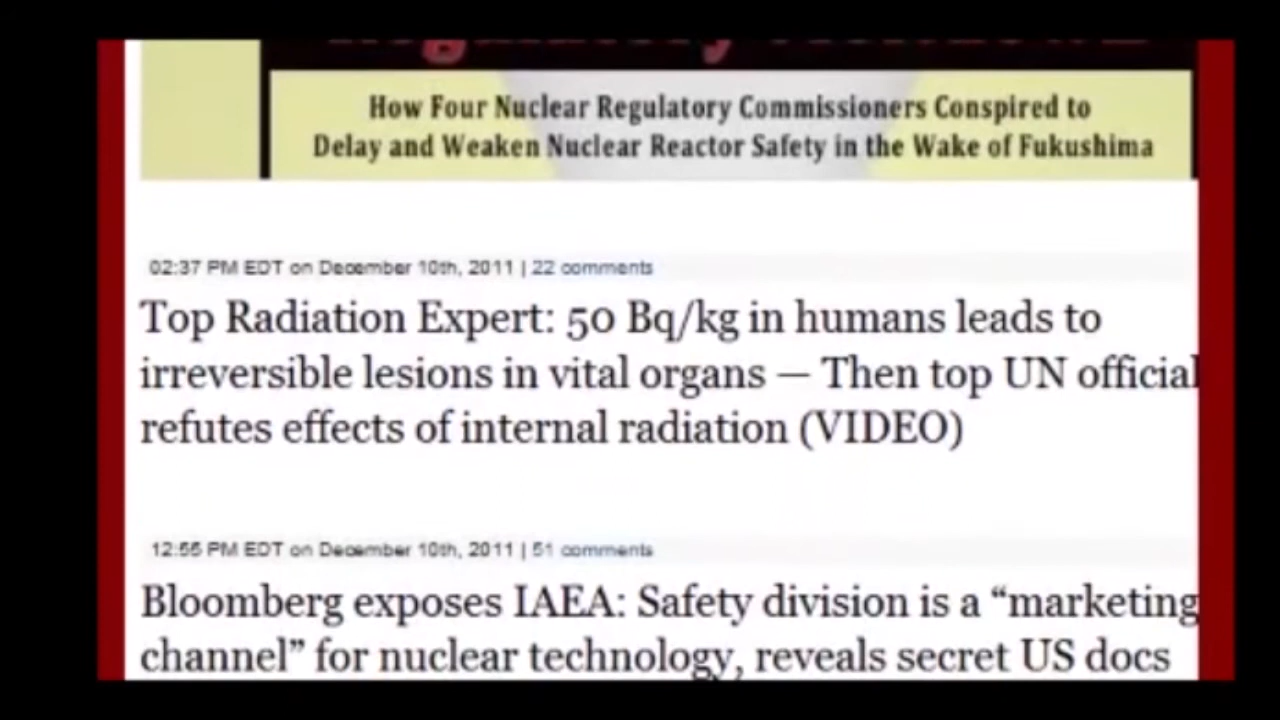 How Four Nuclear Regulatory Commissioners Conspired to
Delay and Weaken Nuclear Reactor Safety in the Wake of Fukushima
02:37 PM EDT on December 10th, 2011 | 22 comments
Top Radiation Expert: 50 Bq/kg in humans leads to
irreversible lesions in vital organs — Then top UN official
refutes effects of internal radiation (VIDEO)
12:55 PM EDT on December 10th, 2011 | 51 comments
Bloomberg exposes IAEA: Safety division is a “marketing
channel” for nuclear technology, reveals secret US docs